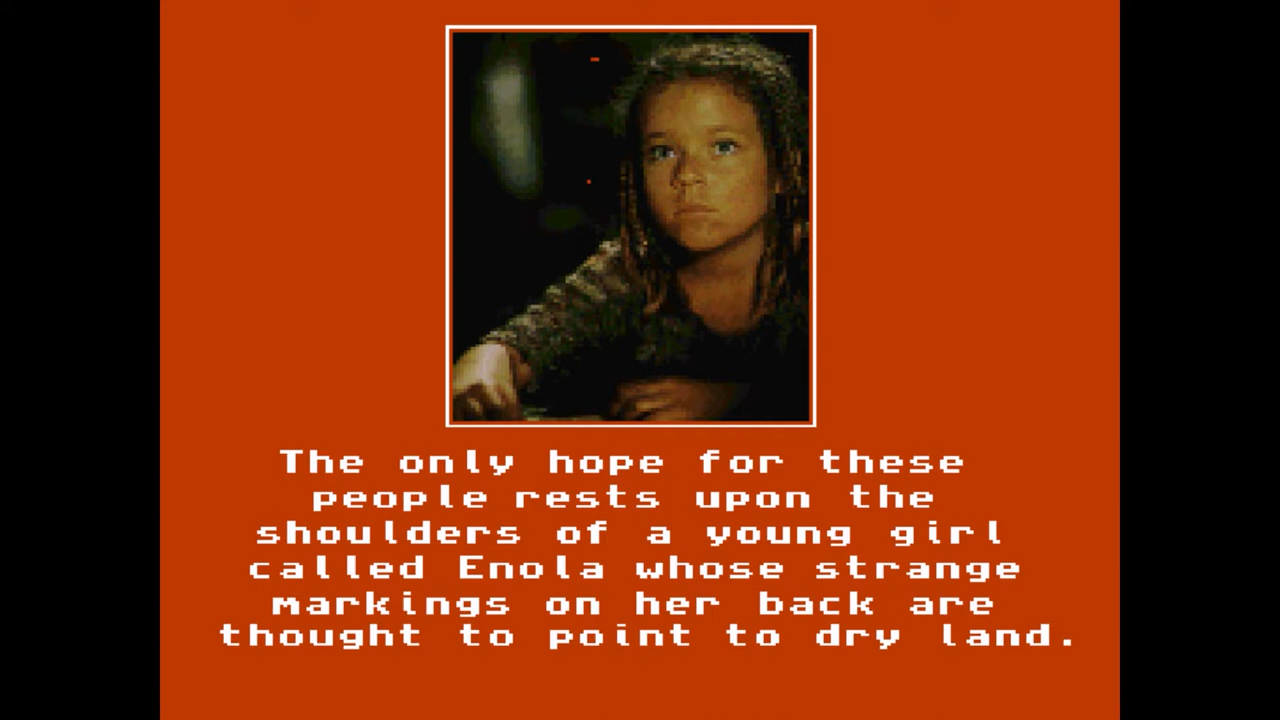 The only hope for these
people rests upon the
shoulders of a young girl
called Enola whose strange
markings on her back are
thought to point to dry land.